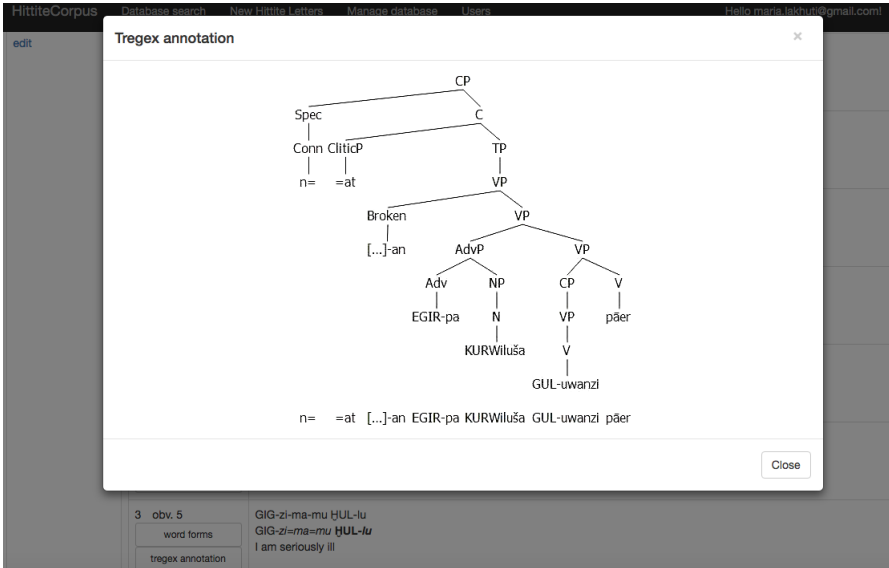 HittiteCorpus Database search New Hittite Letters Manage database Users Hello maria.lakhuti@gmail.com!
edit
Tregex annotation ×
CP
Spec C
Conn CliticP TP
n= =at VP
Broken VP
[...]-an AdvP VP
Adv NP CP V
EGIR-pa N VP pāer
KURWiluša V
GUL-uwanzi
n= =at [...]-an EGIR-pa KURWiluša GUL-uwanzi pāer
Close
3 obv. 5 GIG-zi-ma-mu ḪUL-lu
word forms GIG-zi=ma=mu ḪUL-lu
I am seriously ill
tregex annotation